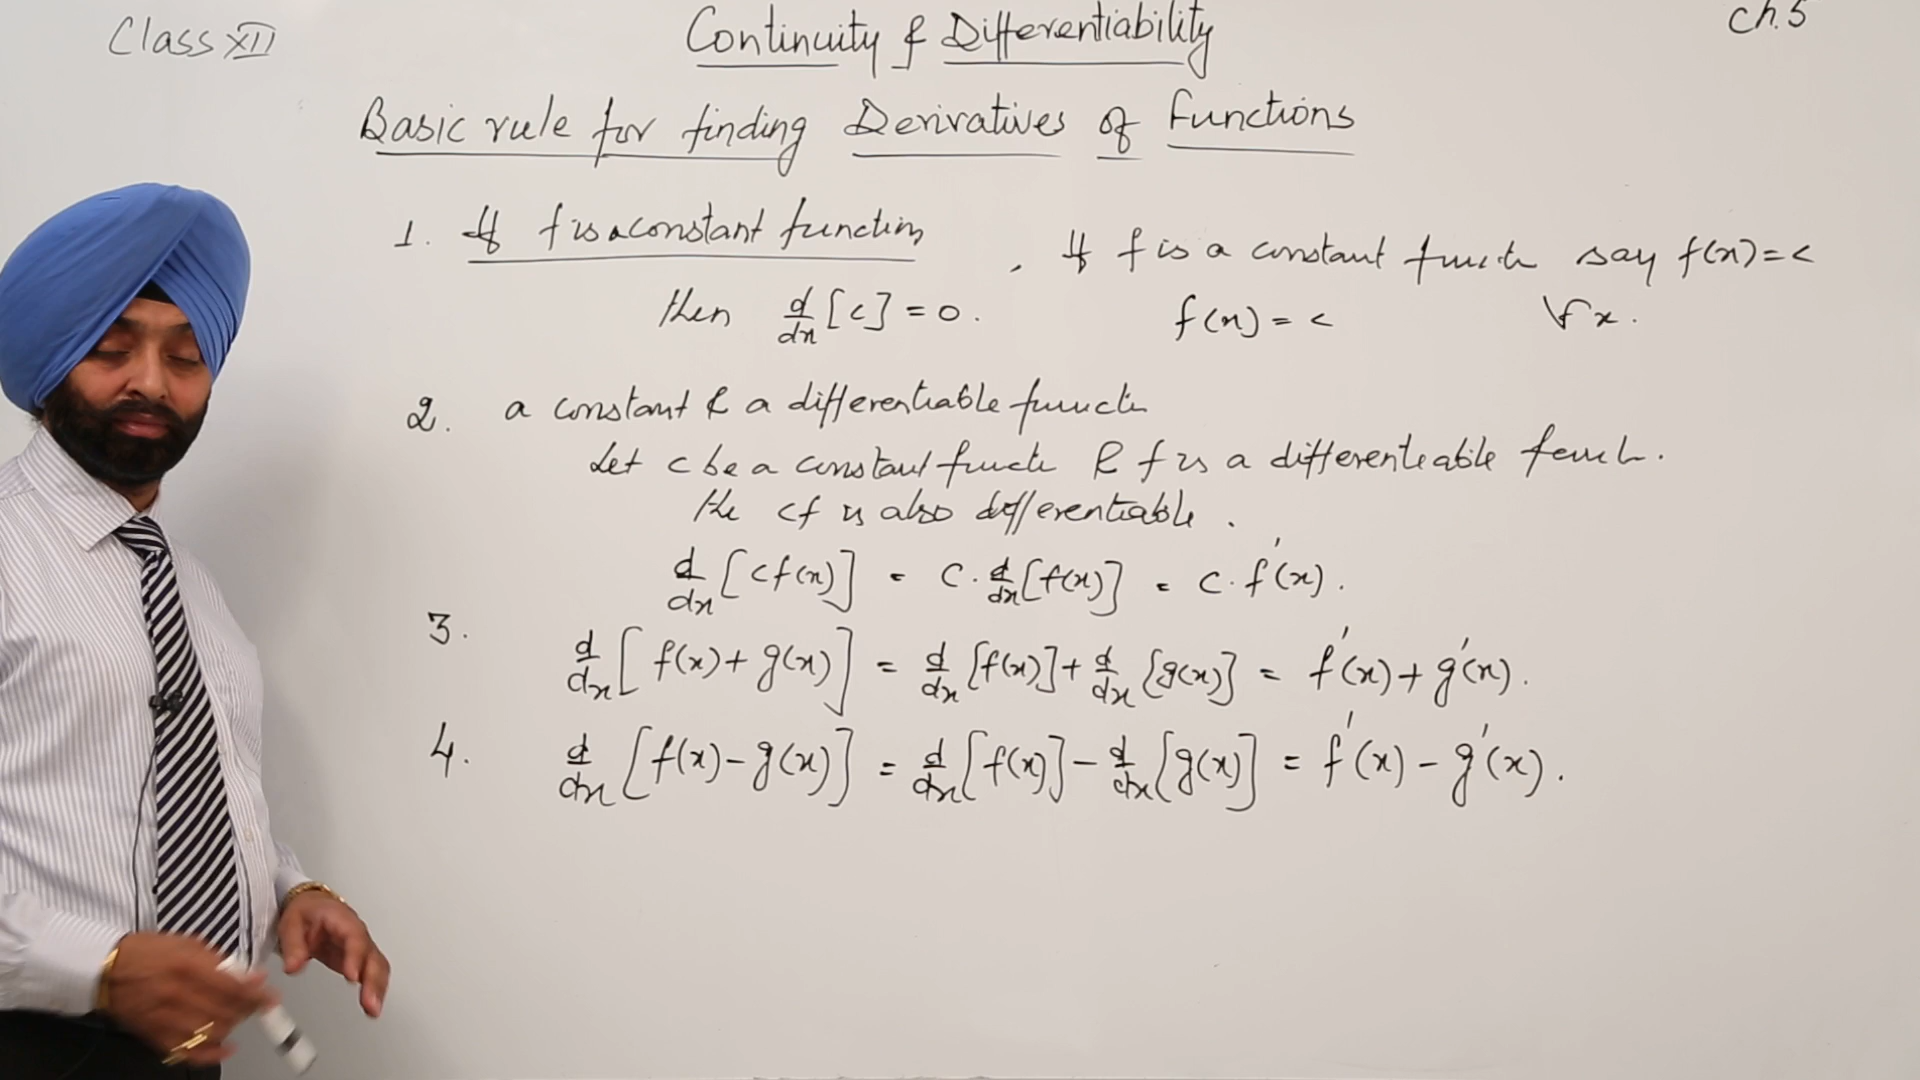 Class XII
Continuity & Differentiability
Ch. 5
Basic rule for finding Derivatives of Functions
1. If f is a constant function, If f is a constant functn say f(x)=c
then d/dx [c] = 0. f(x) = c ∀ x.
2. a constant & a differentiable functn
Let c be a constant functn & f is a differenteable funcn.
the cf is also differentiable.
d/dx [cf(x)] = c. d/dx [f(x)] = c. f'(x).
3. d/dx [f(x) + g(x)] = d/dx [f(x)] + d/dx [g(x)] = f'(x) + g'(x).
4. d/dx [f(x) - g(x)] = d/dx [f(x)] - d/dx [g(x)] = f'(x) - g'(x).